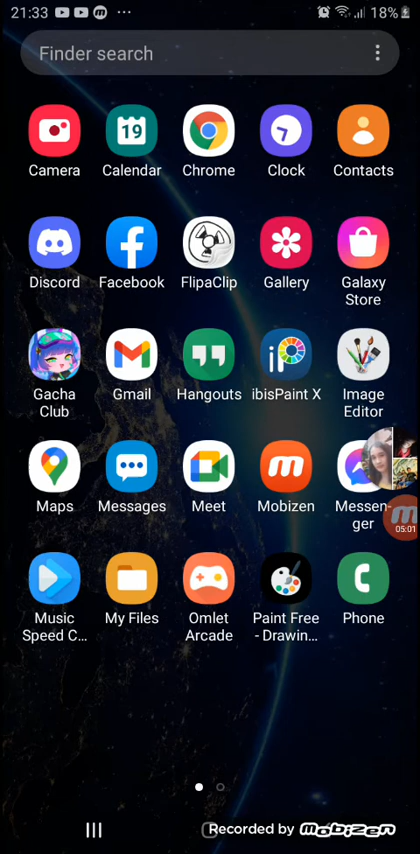 21:33
18%
Finder search
19
Camera
Calendar
Chrome
Clock
Contacts
Discord
Facebook
FlipaClip
Gallery
Galaxy
Store
Gacha
Club
Gmail
Hangouts
ibisPaint X
Image
Editor
Maps
Messages
Meet
Mobizen
Messen-
ger
05:01
Music
Speed C...
My Files
Omlet
Arcade
Paint Free
- Drawin...
Phone
Recorded by Mobizen